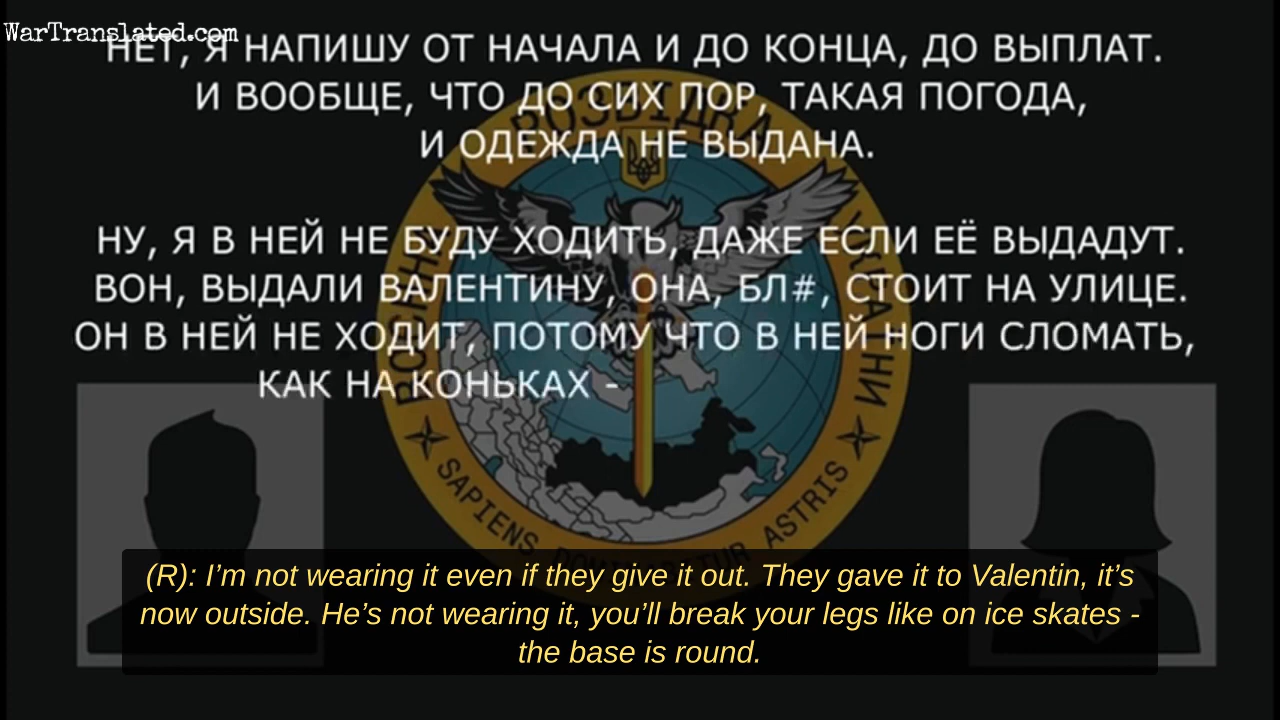 WarTranslated.com
НЕТ, Я НАПИШУ ОТ НАЧАЛА И ДО КОНЦА, ДО ВЫПЛАТ.
И ВООБЩЕ, ЧТО ДО СИХ ПОР, ТАКАЯ ПОГОДА,
И ОДЕЖДА НЕ ВЫДАНА.
НУ, Я В НЕЙ НЕ БУДУ ХОДИТЬ, ДАЖЕ ЕСЛИ ЕЁ ВЫДАДУТ.
ВОН, ВЫДАЛИ ВАЛЕНТИНУ, ОНА, БЛ#, СТОИТ НА УЛИЦЕ.
ОН В НЕЙ НЕ ХОДИТ, ПОТОМУ ЧТО В НЕЙ НОГИ СЛОМАТЬ,
КАК НА КОНЬКАХ -
РОЗВІДКА
УКРАЇНИ
SAPIENS
ASTRIS
(R): I’m not wearing it even if they give it out. They gave it to Valentin, it’s
now outside. He’s not wearing it, you’ll break your legs like on ice skates -
the base is round.